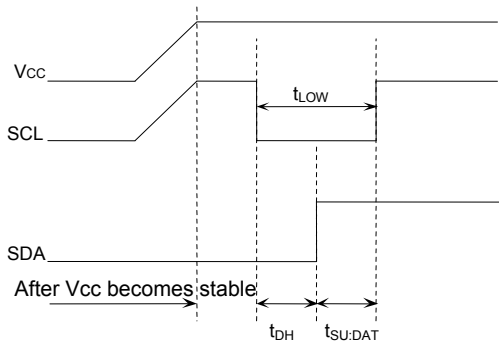 Vcc
tLOW
SCL
SDA
After Vcc becomes stable
tDH
tSU;DAT